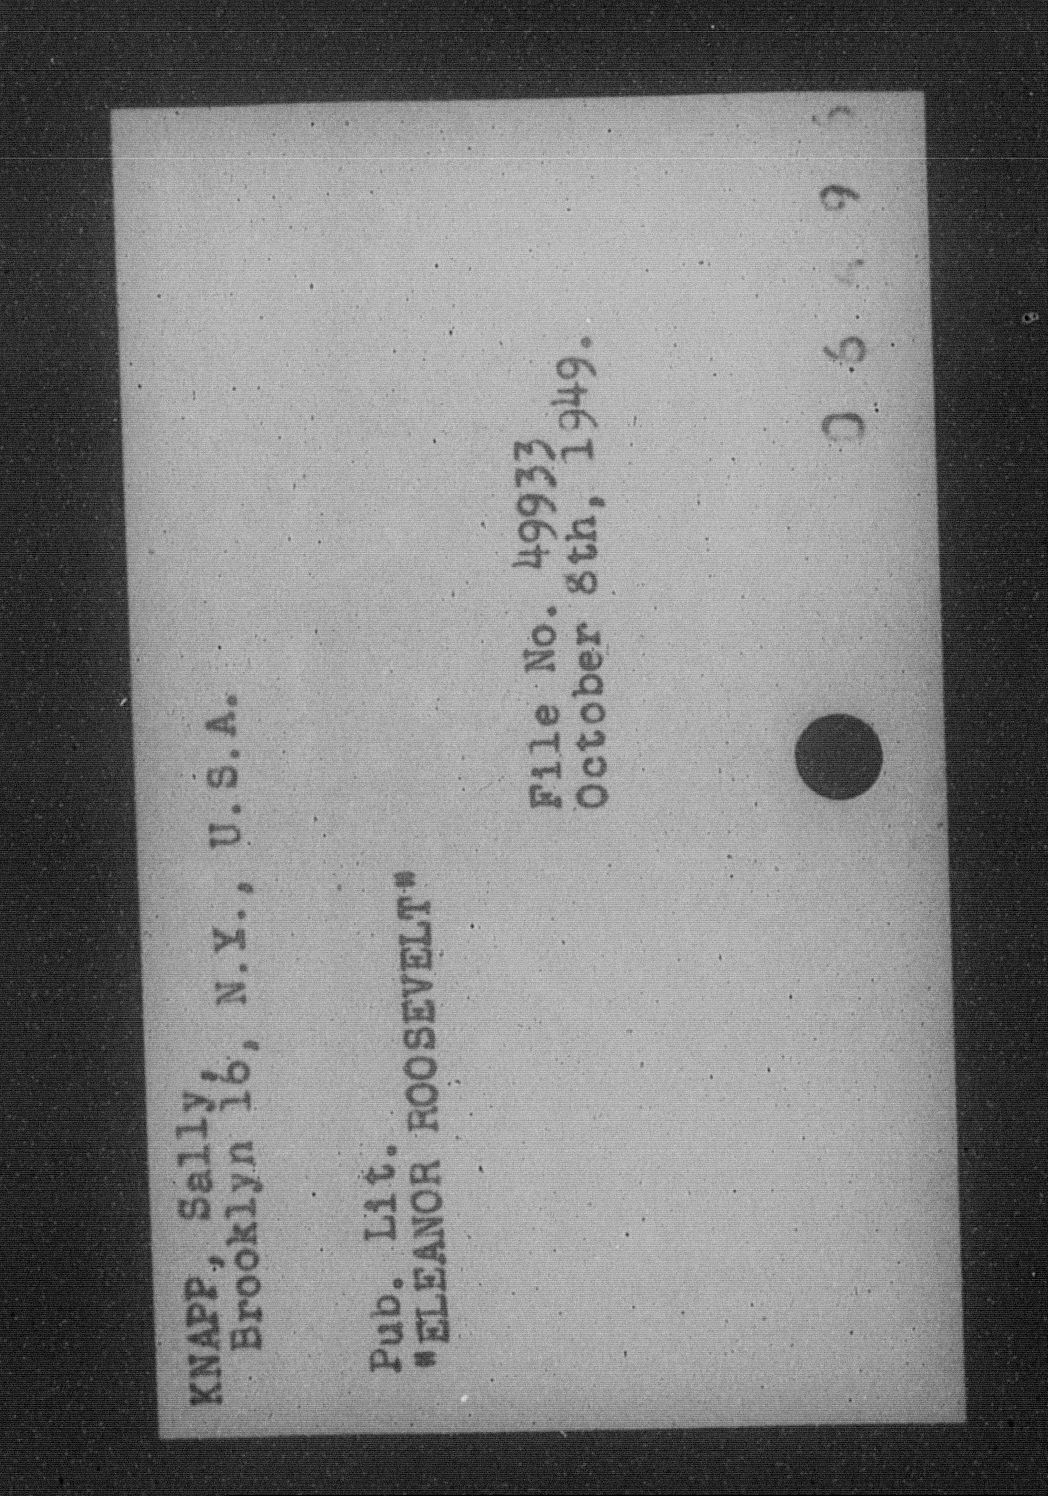 KNAPP, Sally,
Brooklyn 16, N.Y., U.S.A.
Pub. Lit.
"ELEANOR ROOSEVELT"
File No. 49933
October 8th, 1949.